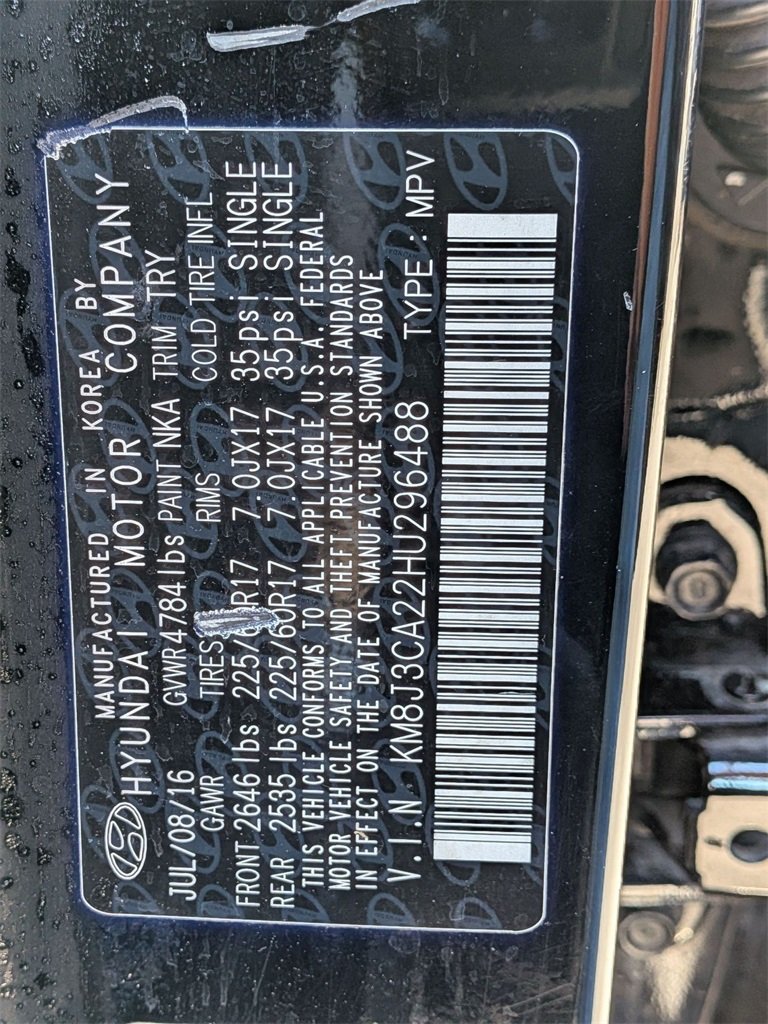 MANUFACTURED IN KOREA BY
HYUNDAI MOTOR COMPANY
JUL/08/16 GVWR 4784 lbs PAINT NKA TRIM TRY
GAWR TIRES RIMS COLD TIRE INFL
FRONT 2646 lbs 225/ R17 7.0JX17 35psi SINGLE
REAR 2535 lbs 225/60R17 7.0JX17 35psi SINGLE
THIS VEHICLE CONFORMS TO ALL APPLICABLE U.S.A. FEDERAL
MOTOR VEHICLE SAFETY AND THEFT PREVENTION STANDARDS
IN EFFECT ON THE DATE OF MANUFACTURE SHOWN ABOVE
V.I.N KM8J3CA22HU296488 TYPE : MPV